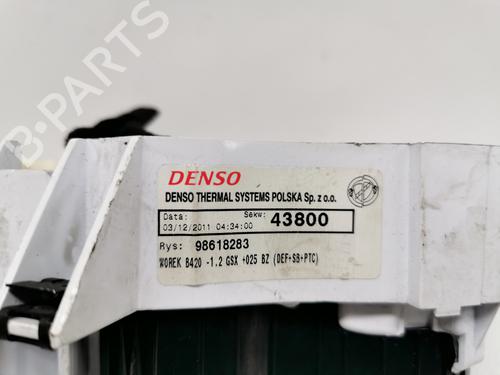 DENSO
DENSO THERMAL SYSTEMS POLSKA Sp. z o.o.
Data: Sekw: 43800
03/12/2011 04:34:00
Rys: 98618283
WOREK B420 -1.2 GSX +025 BZ (DEF+SB+PTC)
B-PARTS